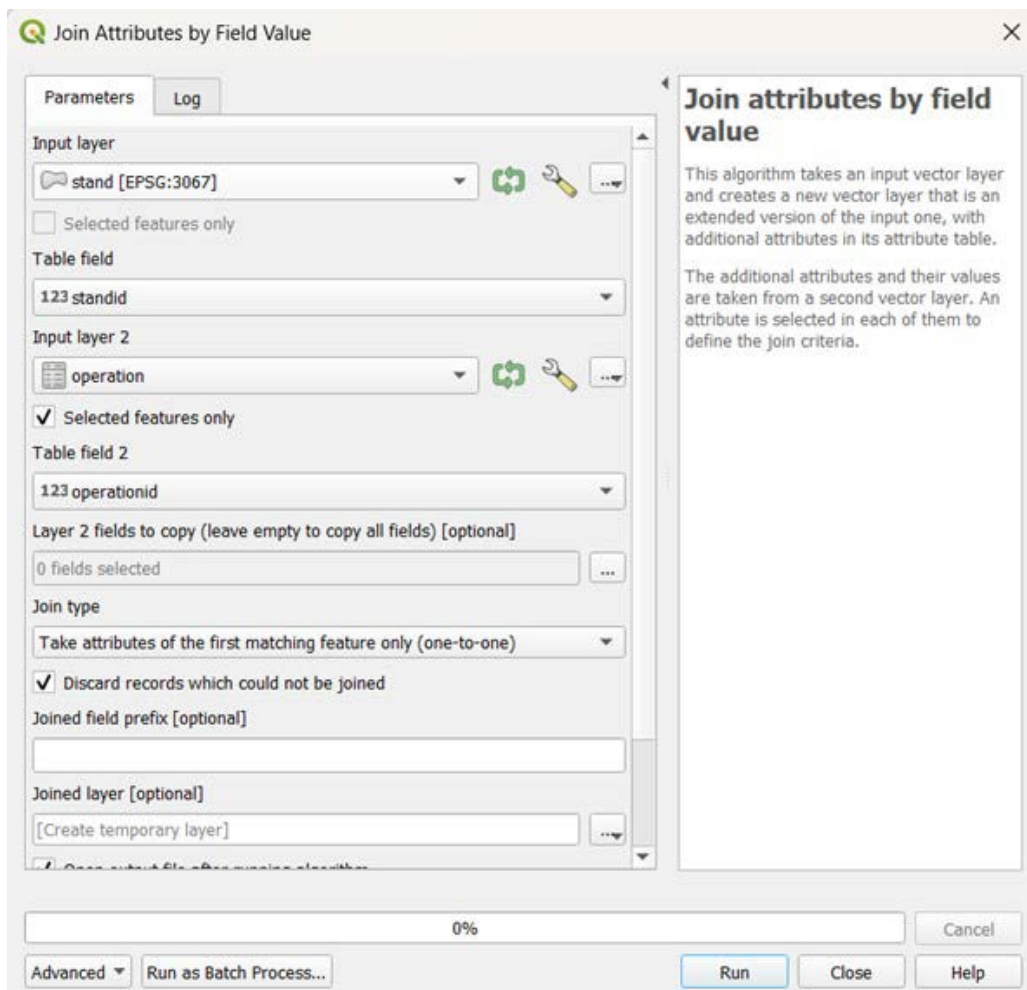 Join Attributes by Field Value
Parameters
Log
Input layer
stand [EPSG:3067]
Selected features only
Table field
123 standid
Input layer 2
operation
Selected features only
Table field 2
123 operationid
Layer 2 fields to copy (leave empty to copy all fields) [optional]
0 fields selected
...
Join type
Take attributes of the first matching feature only (one-to-one)
Discard records which could not be joined
Joined field prefix [optional]
Joined layer [optional]
[Create temporary layer]
Open output file after running algorithm
Join attributes by field
value
This algorithm takes an input vector layer
and creates a new vector layer that is an
extended version of the input one, with
additional attributes in its attribute table.
The additional attributes and their values
are taken from a second vector layer. An
attribute is selected in each of them to
define the join criteria.
0%
Cancel
Advanced
Run as Batch Process...
Run
Close
Help